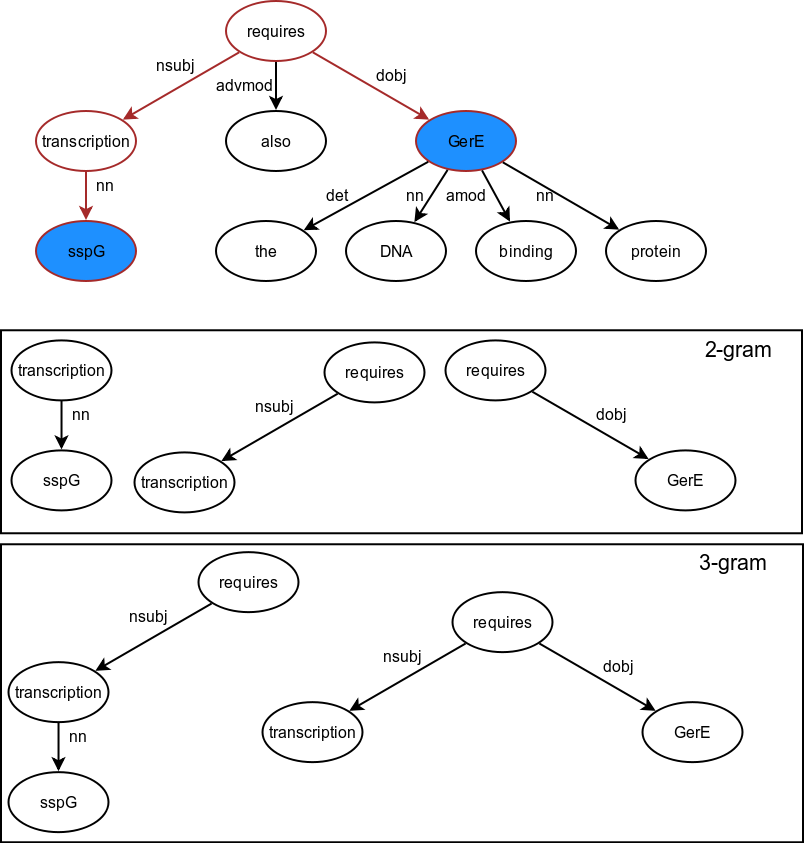 requires
nsubj
advmod
dobj
transcription
also
GerE
nn
det
nn
amod
nn
sspG
the
DNA
binding
protein
2-gram
transcription
nn
sspG
requires
nsubj
transcription
requires
dobj
GerE
3-gram
requires
nsubj
transcription
nn
sspG
requires
nsubj
dobj
transcription
GerE